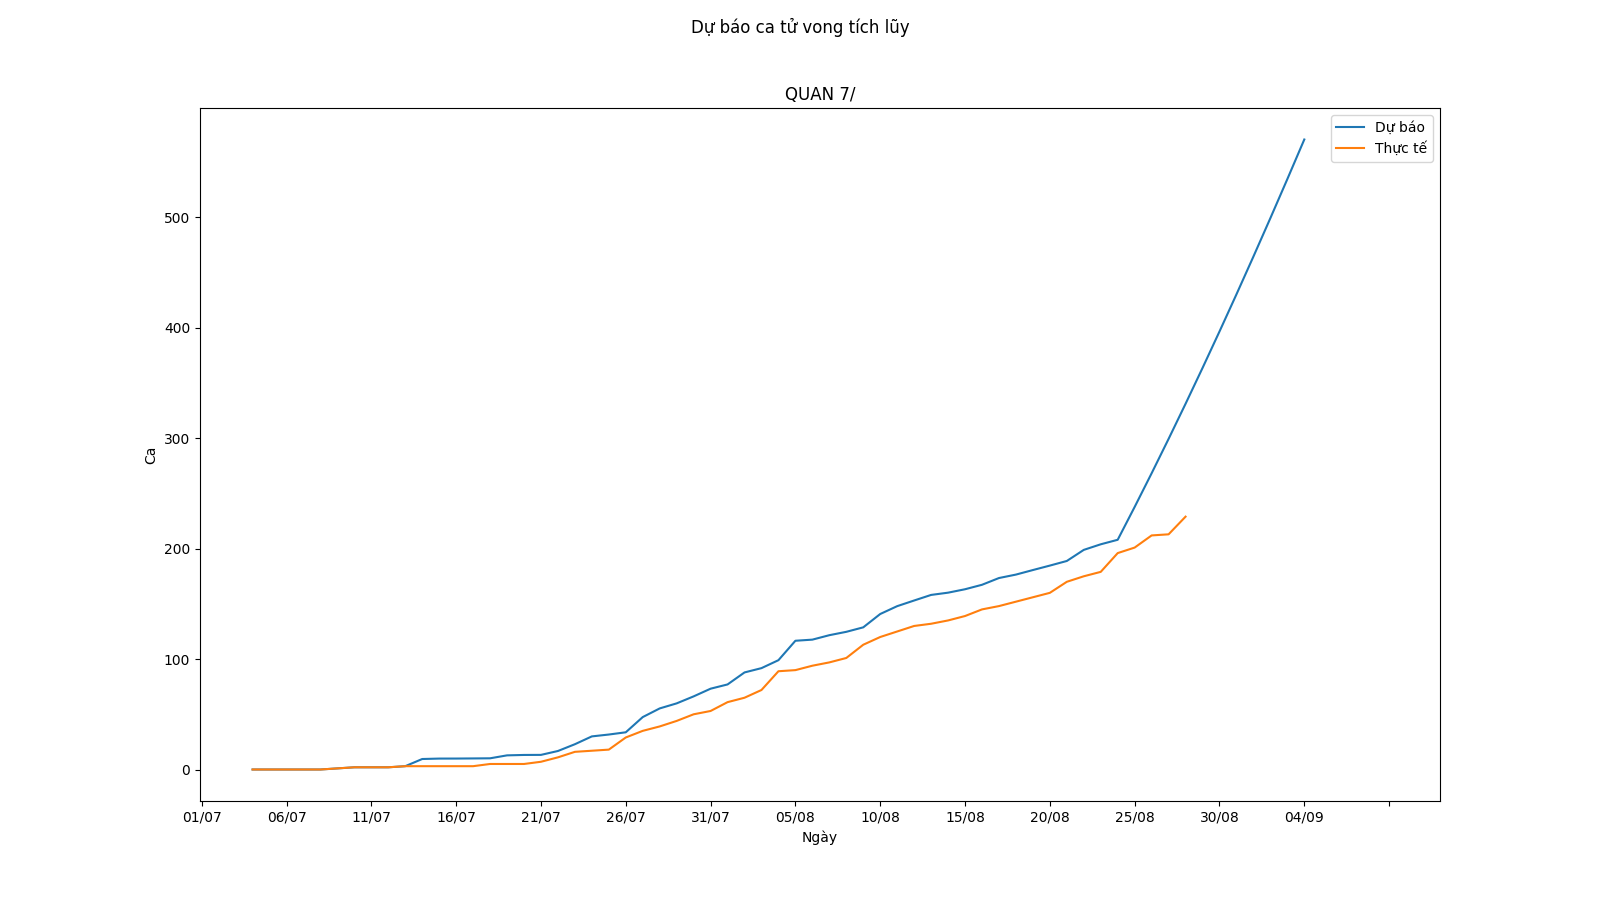 Dự báo ca tử vong tích lũy
QUAN 7/
Dự báo
Thực tế
500
400
300
200
100
0
Ca
01/07 06/07 11/07 16/07 21/07 26/07 31/07 05/08 10/08 15/08 20/08 25/08 30/08 04/09
Ngày